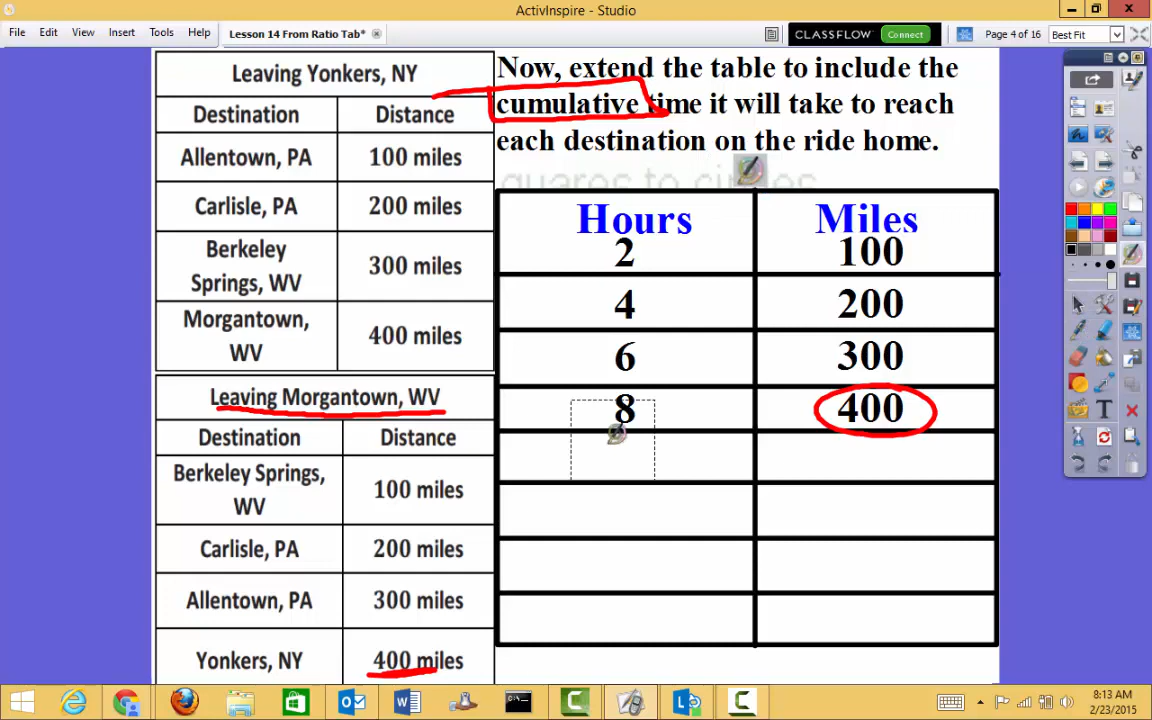 ActivInspire - Studio
File Edit View Insert Tools Help
Lesson 14 From Ratio Tab*
CLASSFLOW Connect
Page 4 of 16
Best Fit
Leaving Yonkers, NY
Destination Distance
Allentown, PA 100 miles
Carlisle, PA 200 miles
Berkeley
Springs, WV
300 miles
Morgantown,
WV
400 miles
Leaving Morgantown, WV
Destination Distance
Berkeley Springs,
WV
100 miles
Carlisle, PA 200 miles
Allentown, PA 300 miles
Yonkers, NY 400 miles
Now, extend the table to include the
cumulative time it will take to reach
each destination on the ride home.
quares to circles
Hours Miles
2 100
4 200
6 300
8 400
8:13 AM
2/23/2015